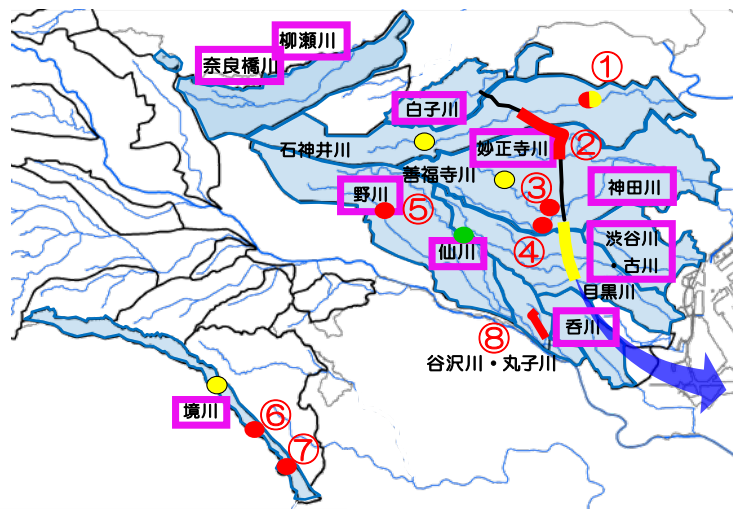 柳瀬川
奈良橋川
①
白子川
石神井川
妙正寺川
②
善福寺川
③
神田川
野川
⑤
④
渋谷川
・古川
仙川
目黒川
呑川
⑧
谷沢川・丸子川
境川
⑥
⑦